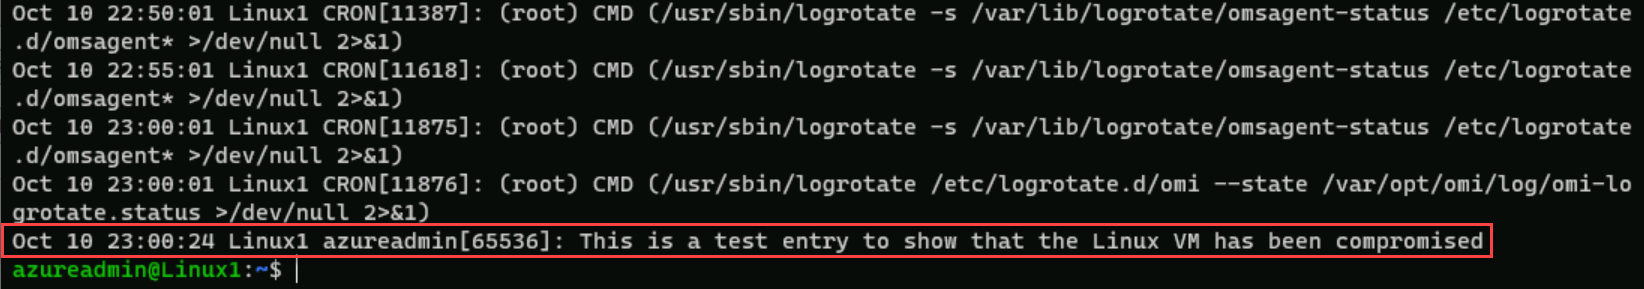 Oct 10 22:50:01 Linux1 CRON[11387]: (root) CMD (/usr/sbin/logrotate -s /var/lib/logrotate/omsagent-status /etc/logrotate
.d/omsagent* >/dev/null 2>&1)
Oct 10 22:55:01 Linux1 CRON[11618]: (root) CMD (/usr/sbin/logrotate -s /var/lib/logrotate/omsagent-status /etc/logrotate
.d/omsagent* >/dev/null 2>&1)
Oct 10 23:00:01 Linux1 CRON[11875]: (root) CMD (/usr/sbin/logrotate -s /var/lib/logrotate/omsagent-status /etc/logrotate
.d/omsagent* >/dev/null 2>&1)
Oct 10 23:00:01 Linux1 CRON[11876]: (root) CMD (/usr/sbin/logrotate /etc/logrotate.d/omi --state /var/opt/omi/log/omi-lo
grotate.status >/dev/null 2>&1)
Oct 10 23:00:24 Linux1 azureadmin[65536]: This is a test entry to show that the Linux VM has been compromised
azureadmin@Linux1:~$